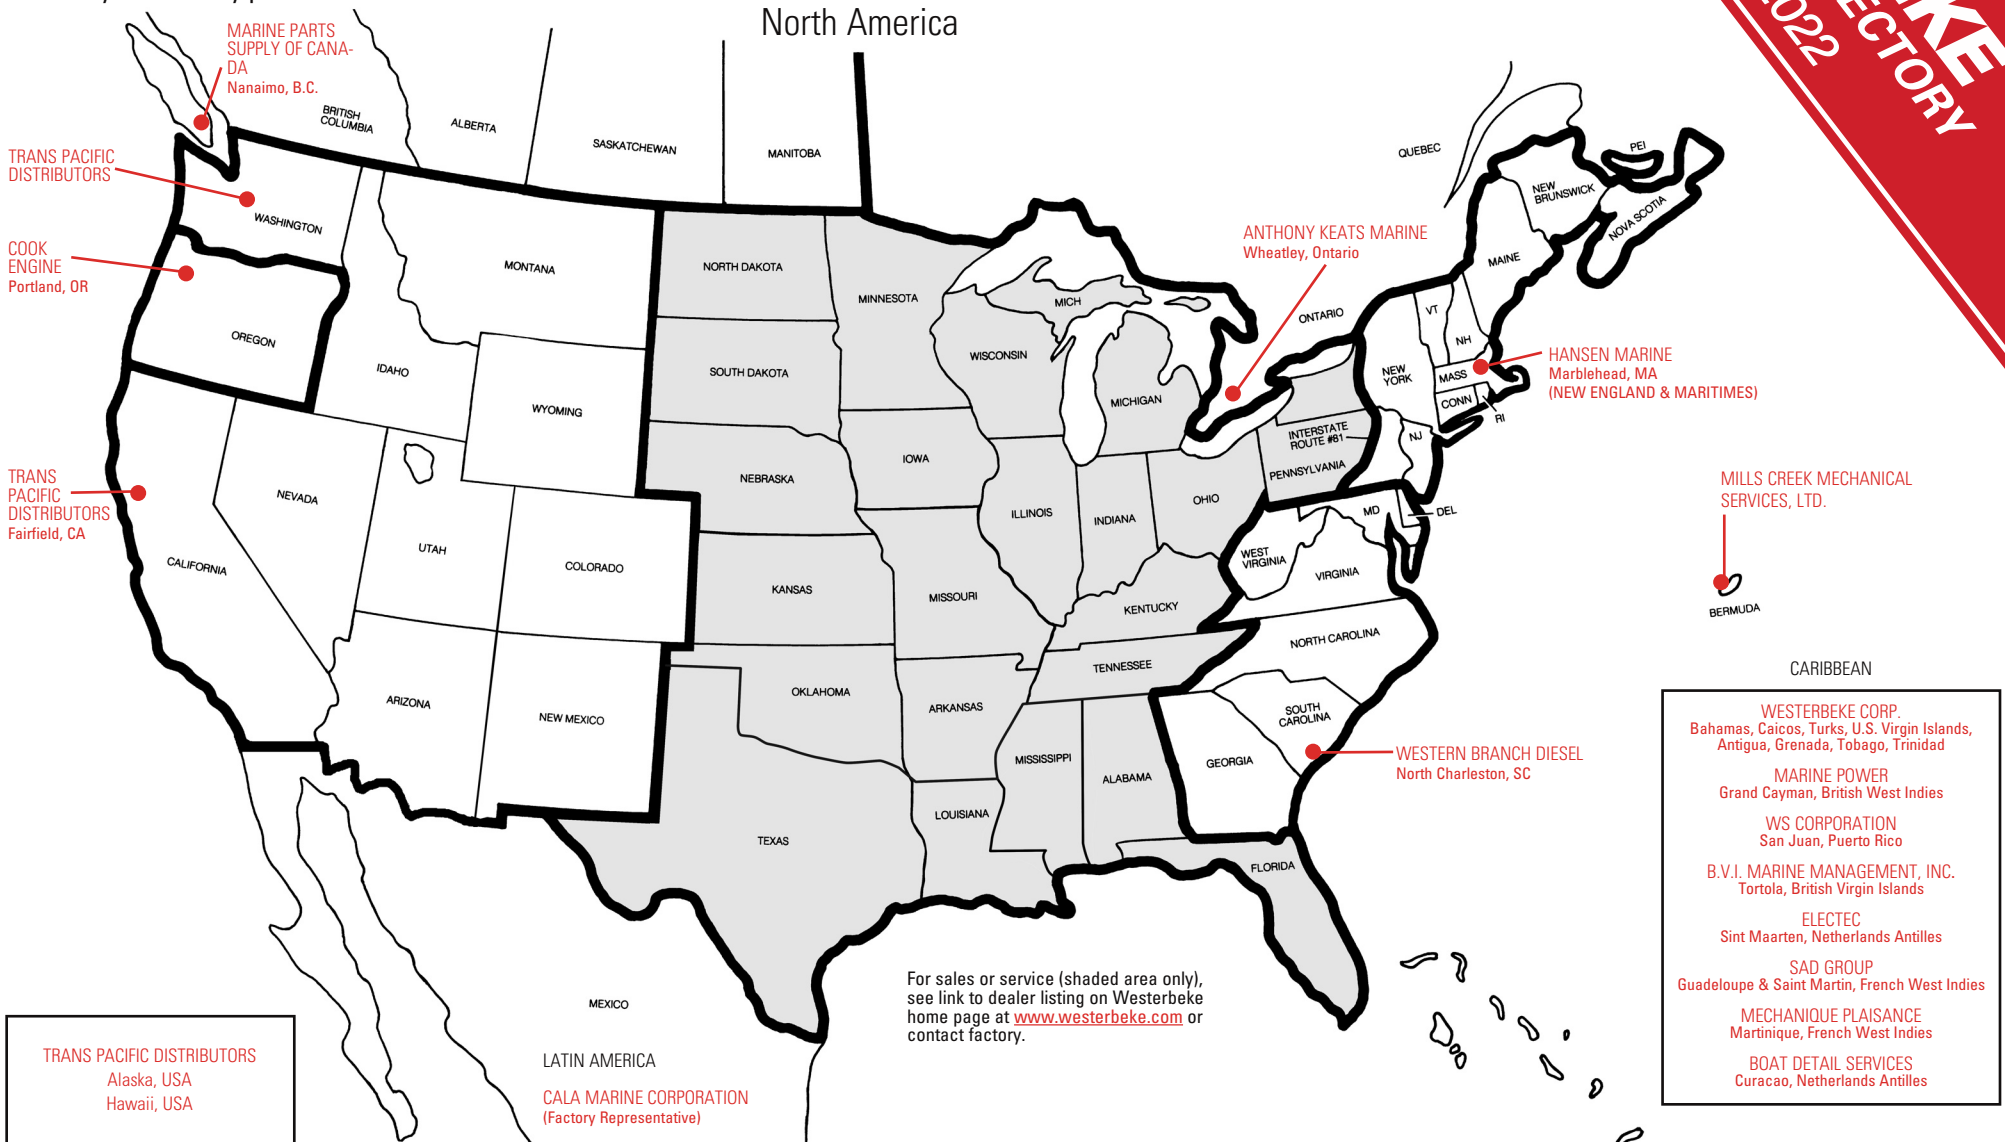 North America
KE
ECTORY
2022
MARINE PARTS
SUPPLY OF CANA-
DA
Nanaimo, B.C.
TRANS PACIFIC
DISTRIBUTORS
COOK
ENGINE
Portland, OR
TRANS
PACIFIC
DISTRIBUTORS
Fairfield, CA
BRITISH
COLUMBIA
ALBERTA
SASKATCHEWAN
MANITOBA
QUEBEC
PEI
NEW
BRUNSWICK
NOVA SCOTIA
MAINE
ONTARIO
ANTHONY KEATS MARINE
Wheatley, Ontario
HANSEN MARINE
Marblehead, MA
(NEW ENGLAND & MARITIMES)
WASHINGTON
OREGON
MONTANA
IDAHO
WYOMING
NEVADA
UTAH
COLORADO
CALIFORNIA
ARIZONA
NEW MEXICO
NORTH DAKOTA
SOUTH DAKOTA
NEBRASKA
KANSAS
OKLAHOMA
TEXAS
MINNESOTA
IOWA
MISSOURI
ARKANSAS
LOUISIANA
WISCONSIN
MICH
MICHIGAN
ILLINOIS
INDIANA
OHIO
KENTUCKY
TENNESSEE
MISSISSIPPI
ALABAMA
GEORGIA
FLORIDA
SOUTH
CAROLINA
NORTH CAROLINA
VIRGINIA
WEST
VIRGINIA
MD
DEL
PENNSYLVANIA
INTERSTATE
ROUTE #81
NJ
NEW
YORK
VT
NH
MASS
CONN
RI
WESTERN BRANCH DIESEL
North Charleston, SC
MILLS CREEK MECHANICAL
SERVICES, LTD.
BERMUDA
CARIBBEAN
WESTERBEKE CORP.
Bahamas, Caicos, Turks, U.S. Virgin Islands,
Antigua, Grenada, Tobago, Trinidad
MARINE POWER
Grand Cayman, British West Indies
WS CORPORATION
San Juan, Puerto Rico
B.V.I. MARINE MANAGEMENT, INC.
Tortola, British Virgin Islands
ELECTEC
Sint Maarten, Netherlands Antilles
SAD GROUP
Guadeloupe & Saint Martin, French West Indies
MECHANIQUE PLAISANCE
Martinique, French West Indies
BOAT DETAIL SERVICES
Curacao, Netherlands Antilles
For sales or service (shaded area only),
see link to dealer listing on Westerbeke
home page at www.westerbeke.com or
contact factory.
MEXICO
LATIN AMERICA
CALA MARINE CORPORATION
(Factory Representative)
TRANS PACIFIC DISTRIBUTORS
Alaska, USA
Hawaii, USA